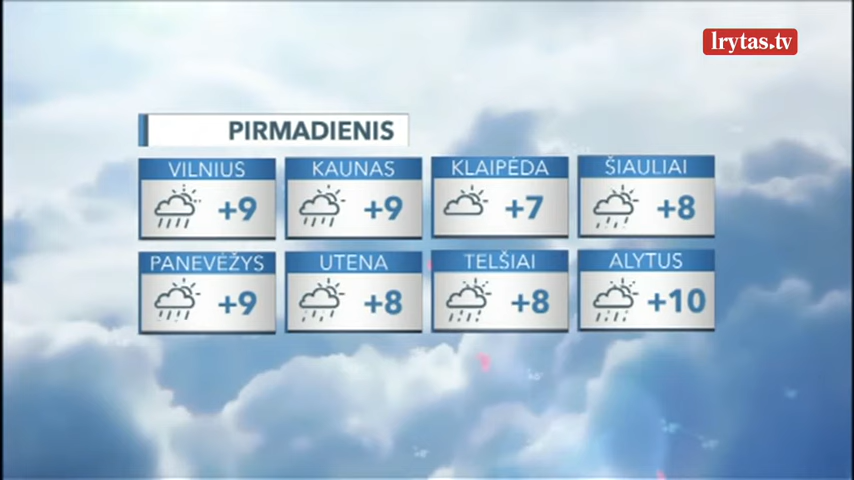 lrytas.tv
PIRMADIENIS
VILNIUS KAUNAS KLAIPĖDA ŠIAULIAI
+9 +9 +7 +8
PANEVĖŽYS UTENA TELŠIAI ALYTUS
+9 +8 +8 +10